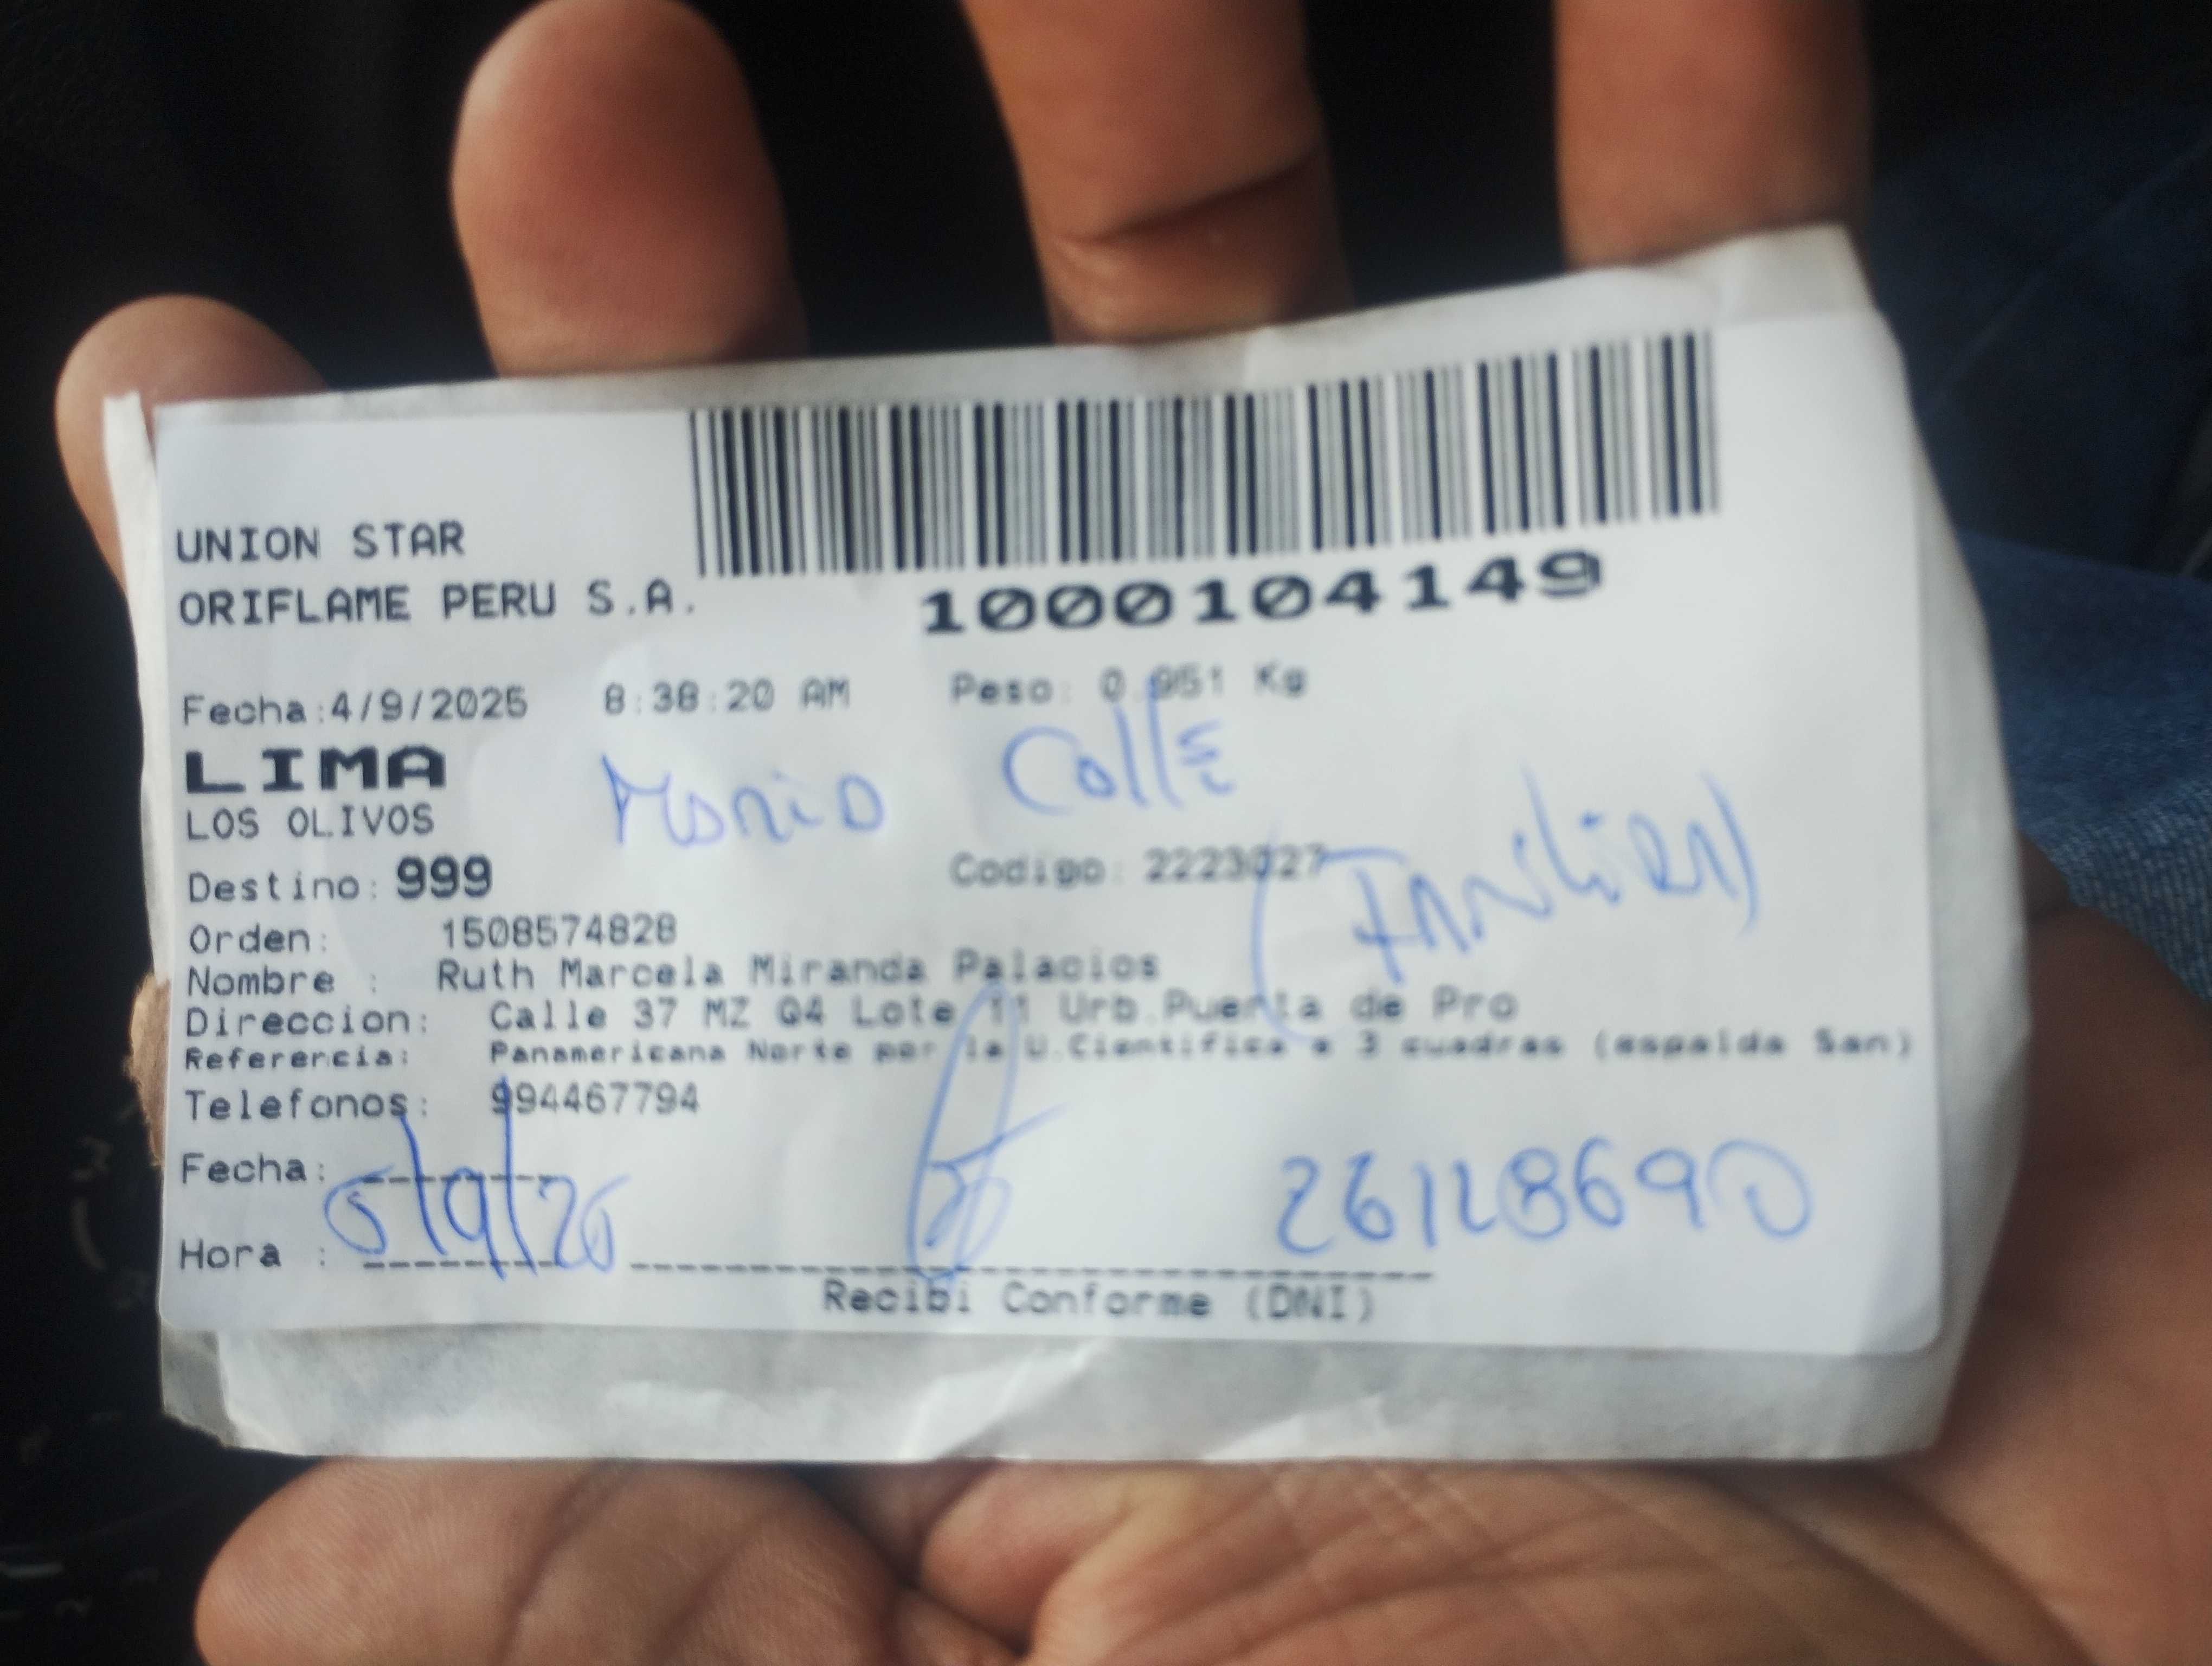 UNION STAR
ORIFLAME PERU S.A.
1000104149
Fecha:4/9/2025 8:38:20 AM Peso: 0.951 Kg
LIMA
LOS OLIVOS
Calle
Destino: 999 Codigo: 2223027
Orden: 1508574828
Nombre : Ruth Marcela Miranda Palacios
Direccion: Calle 37 MZ Q4 Lote 11 Urb.Puerta de Pro
Referencia: Panamericana Norte por la U.Cientifica a 3 cuadras (espalda San)
Telefonos: 994467794
Fecha:
Hora :
Recibi Conforme (DNI)